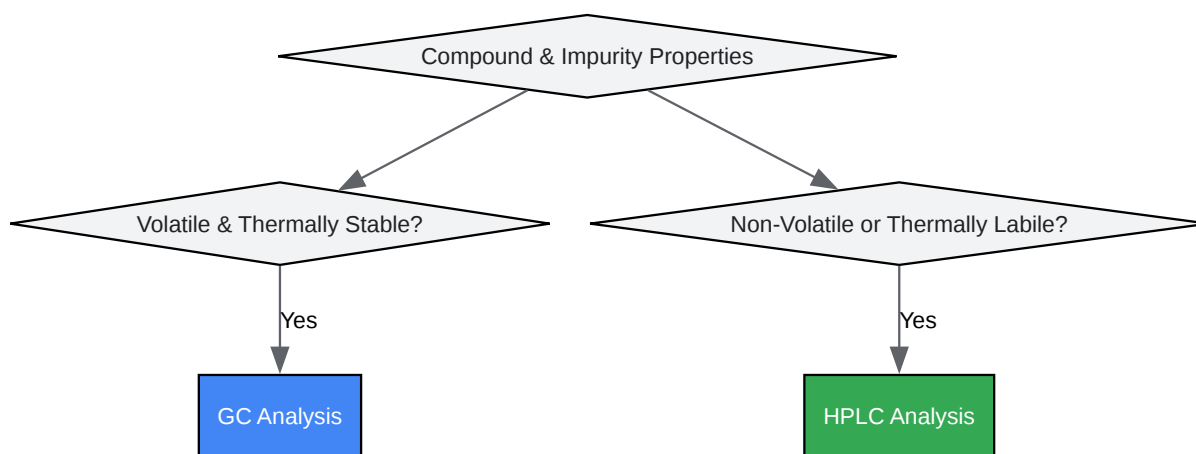 Compound & Impurity Properties
Volatile & Thermally Stable?
Non-Volatile or Thermally Labile?
Yes
Yes
GC Analysis
HPLC Analysis